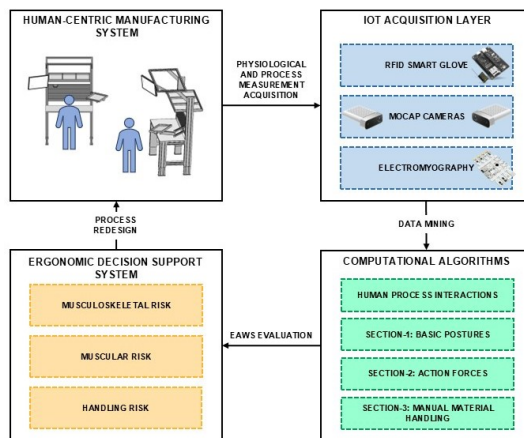 HUMAN-CENTRIC MANUFACTURING
SYSTEM
PHYSIOLOGICAL
AND PROCESS
MEASUREMENT
ACQUISITION
IOT ACQUISITION LAYER
RFID SMART GLOVE
MOCAP CAMERAS
ELECTROMYOGRAPHY
PROCESS
REDESIGN
DATA MINING
ERGONOMIC DECISION SUPPORT
SYSTEM
MUSCULOSKELETAL RISK
MUSCULAR RISK
HANDLING RISK
EAWS EVALUATION
COMPUTATIONAL ALGORITHMS
HUMAN PROCESS INTERACTIONS
SECTION-1: BASIC POSTURES
SECTION-2: ACTION FORCES
SECTION-3: MANUAL MATERIAL
HANDLING